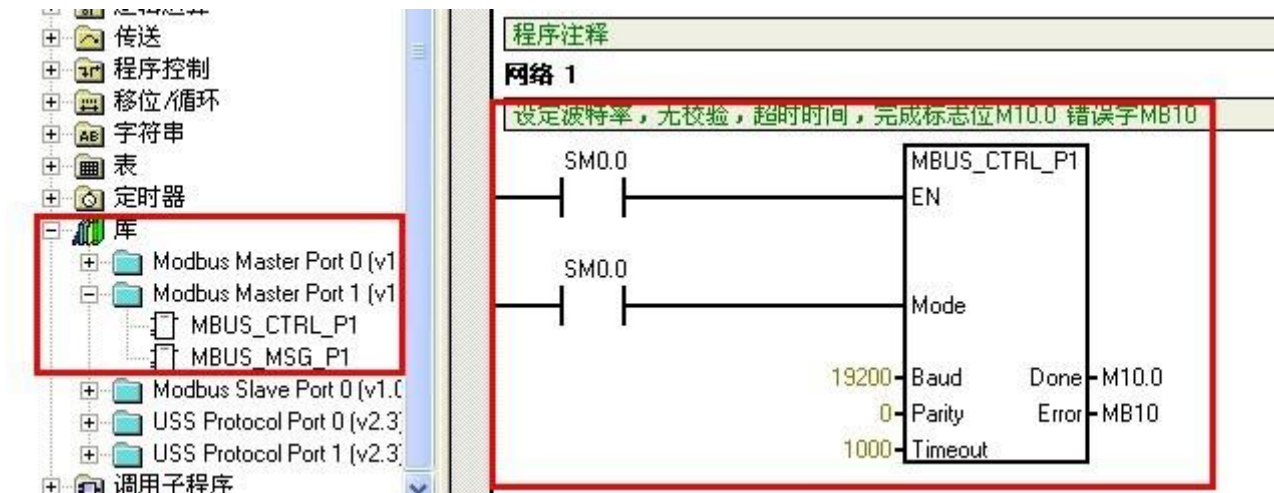 传送
程序控制
移位/循环
字符串
表
定时器
库
Modbus Master Port 0 (v1
Modbus Master Port 1 (v1
MBUS_CTRL_P1
MBUS_MSG_P1
Modbus Slave Port 0 (v1.0
USS Protocol Port 0 (v2.3)
USS Protocol Port 1 (v2.3)
调用子程序
程序注释
网络 1
设定波特率，无校验，超时时间，完成标志位M10.0 错误字MB10
SM0.0
MBUS_CTRL_P1
EN
SM0.0
Mode
19200 Baud Done M10.0
0 Parity Error MB10
1000 Timeout